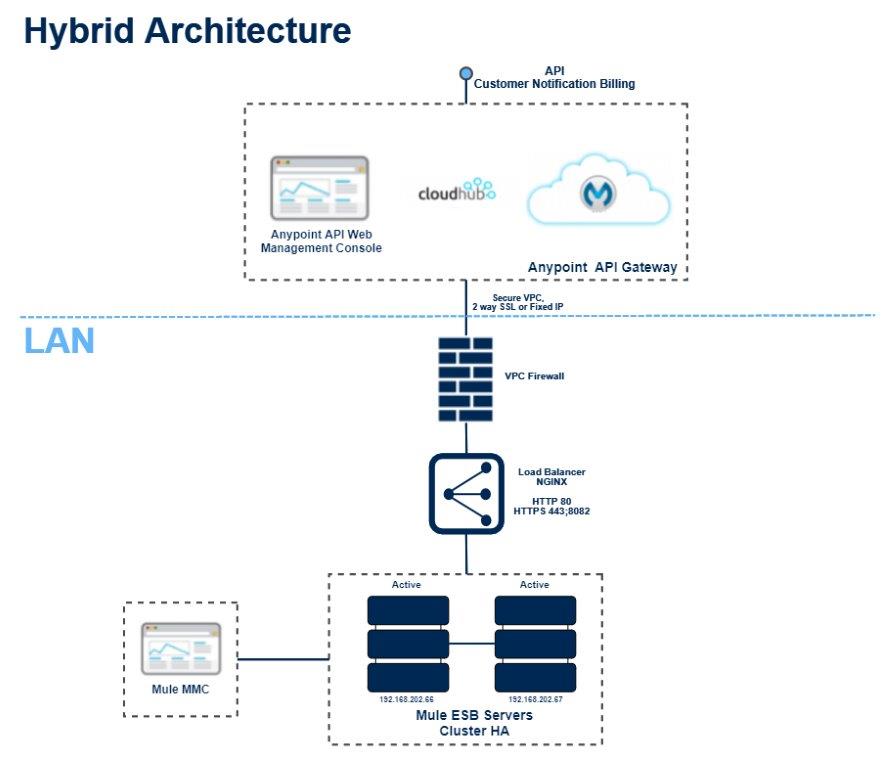 Hybrid Architecture
API
Customer Notification Billing
Anypoint API Web
Management Console
cloudhub
Anypoint API Gateway
Secure VPC,
2 way SSL or Fixed IP
LAN
VPC Firewall
Load Balancer
NGINX
HTTP 80
HTTPS 443;8082
Active
Active
192.168.202.66
192.168.202.67
Mule ESB Servers
Cluster HA
Mule MMC